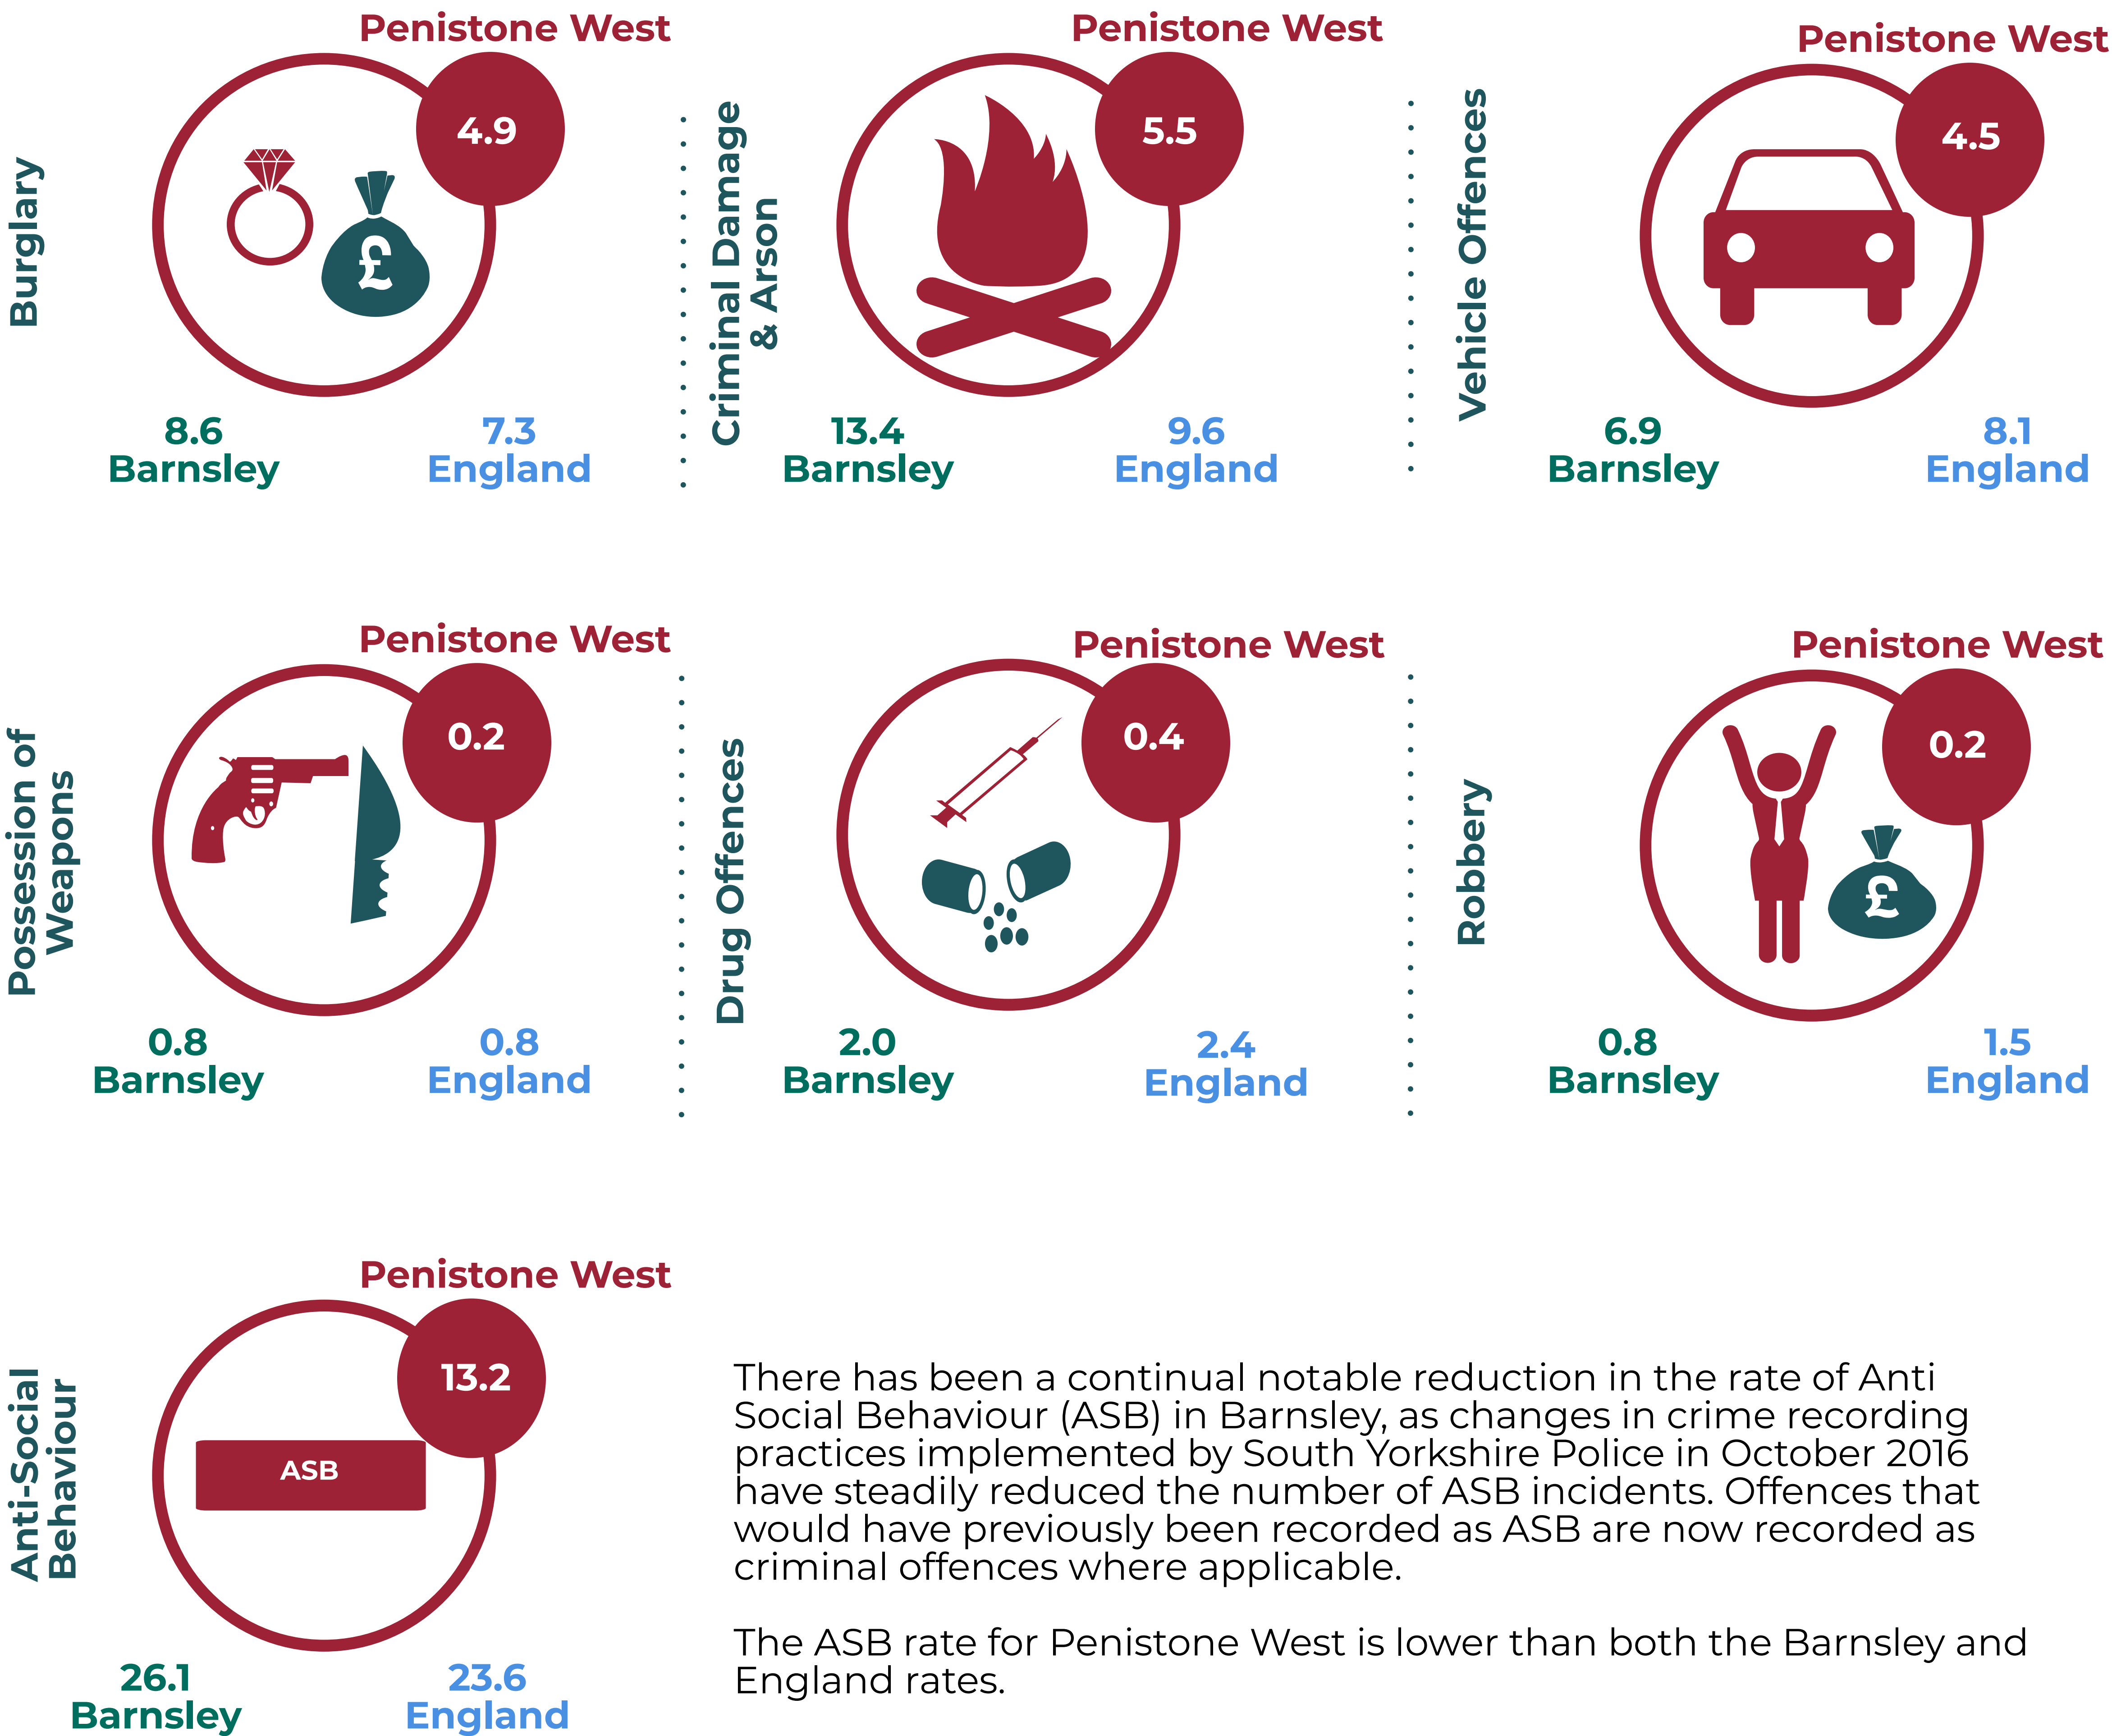 Penistone West
4.9
Burglary
£
8.6
Barnsley
7.3
England
Penistone West
5.5
Criminal Damage
& Arson
13.4
Barnsley
9.6
England
Penistone West
4.5
Vehicle Offences
6.9
Barnsley
8.1
England
Penistone West
0.2
Possession of
Weapons
0.8
Barnsley
0.8
England
Penistone West
0.4
Drug Offences
2.0
Barnsley
2.4
England
Penistone West
0.2
Robbery
£
0.8
Barnsley
1.5
England
Penistone West
13.2
Anti-Social
Behaviour
ASB
26.1
Barnsley
23.6
England
There has been a continual notable reduction in the rate of Anti
Social Behaviour (ASB) in Barnsley, as changes in crime recording
practices implemented by South Yorkshire Police in October 2016
have steadily reduced the number of ASB incidents. Offences that
would have previously been recorded as ASB are now recorded as
criminal offences where applicable.
The ASB rate for Penistone West is lower than both the Barnsley and
England rates.